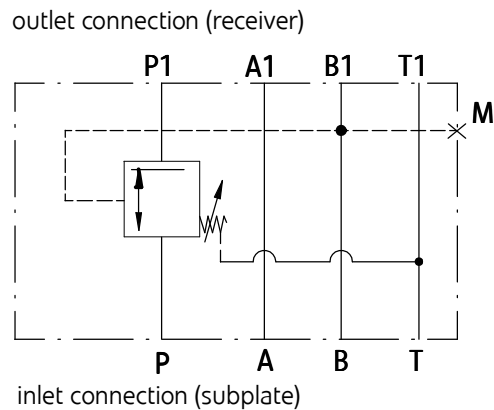 outlet connection (receiver)
P1 A1 B1 T1
M
P A B T
inlet connection (subplate)